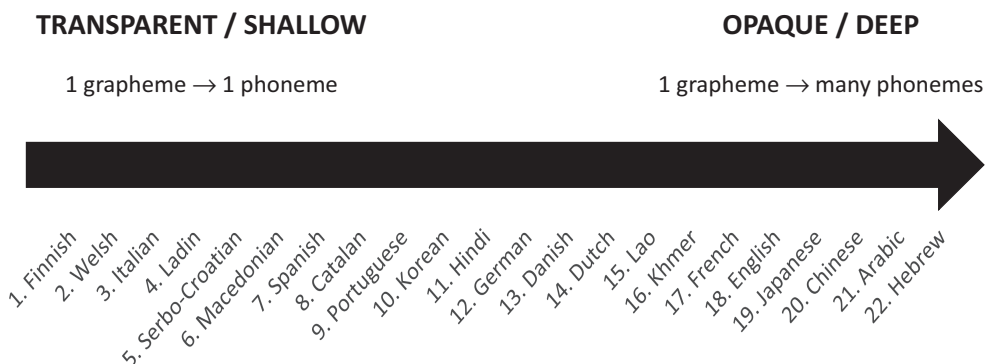 TRANSPARENT / SHALLOW
OPAQUE / DEEP
1 grapheme → 1 phoneme
1 grapheme → many phonemes
1. Finnish
2. Welsh
3. Italian
4. Ladin
5. Serbo-Croatian
6. Macedonian
7. Spanish
8. Catalan
9. Portuguese
10. Korean
11. Hindi
12. German
13. Danish
14. Dutch
15. Lao
16. Khmer
17. French
18. English
19. Japanese
20. Chinese
21. Arabic
22. Hebrew